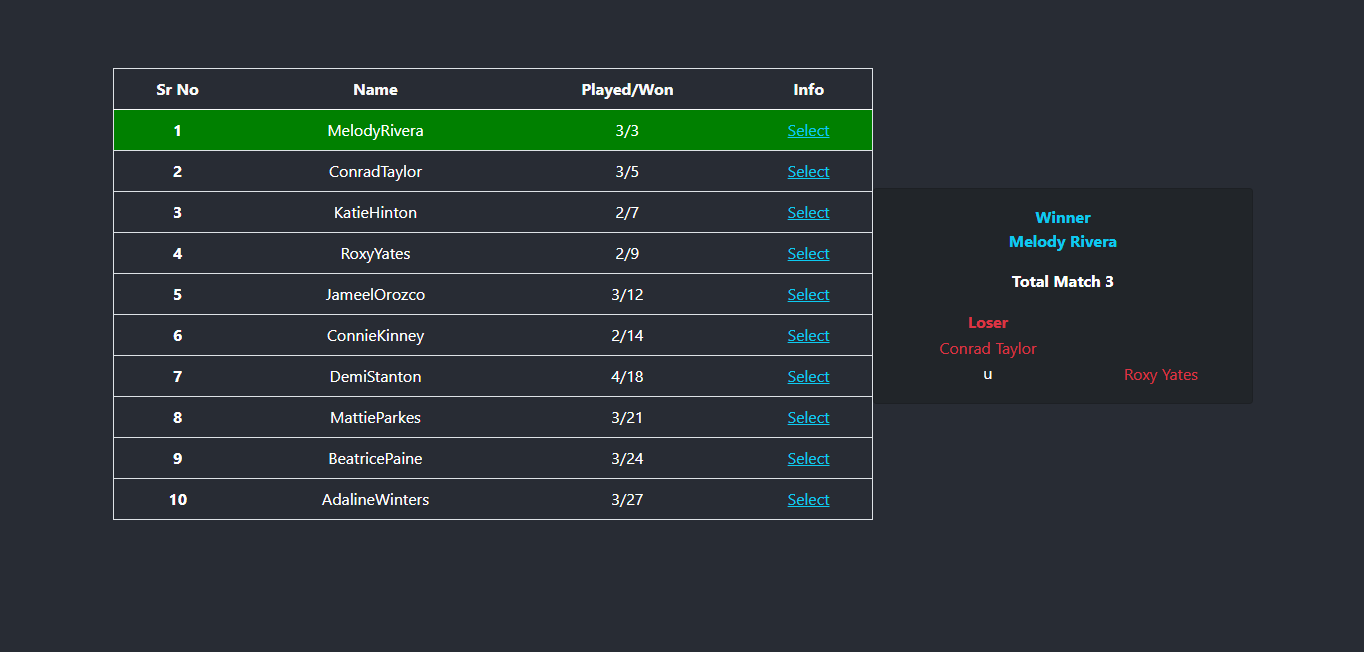 Sr No Name Played/Won Info
1 MelodyRivera 3/3 Select
2 ConradTaylor 3/5 Select
3 KatieHinton 2/7 Select
4 RoxyYates 2/9 Select
5 JameelOrozco 3/12 Select
6 ConnieKinney 2/14 Select
7 DemiStanton 4/18 Select
8 MattieParkes 3/21 Select
9 BeatricePaine 3/24 Select
10 AdalineWinters 3/27 Select
Winner
Melody Rivera
Total Match 3
Loser
Conrad Taylor
u Roxy Yates